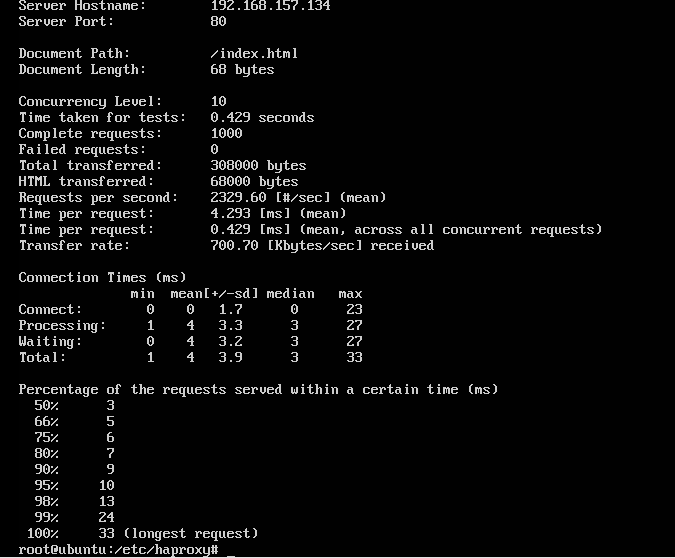 Server Hostname:        192.168.157.134
Server Port:            80
Document Path:          /index.html
Document Length:        68 bytes
Concurrency Level:      10
Time taken for tests:   0.429 seconds
Complete requests:      1000
Failed requests:        0
Total transferred:      308000 bytes
HTML transferred:       68000 bytes
Requests per second:    2329.60 [#/sec] (mean)
Time per request:       4.293 [ms] (mean)
Time per request:       0.429 [ms] (mean, across all concurrent requests)
Transfer rate:          700.70 [Kbytes/sec] received
Connection Times (ms)
              min  mean[+/-sd] median   max
Connect:        0    0   1.7      0      23
Processing:     1    4   3.3      3      27
Waiting:        0    4   3.2      3      27
Total:          1    4   3.9      3      33
Percentage of the requests served within a certain time (ms)
  50%      3
  66%      5
  75%      6
  80%      7
  90%      9
  95%     10
  98%     13
  99%     24
 100%     33 (longest request)
root@ubuntu:/etc/haproxy# _